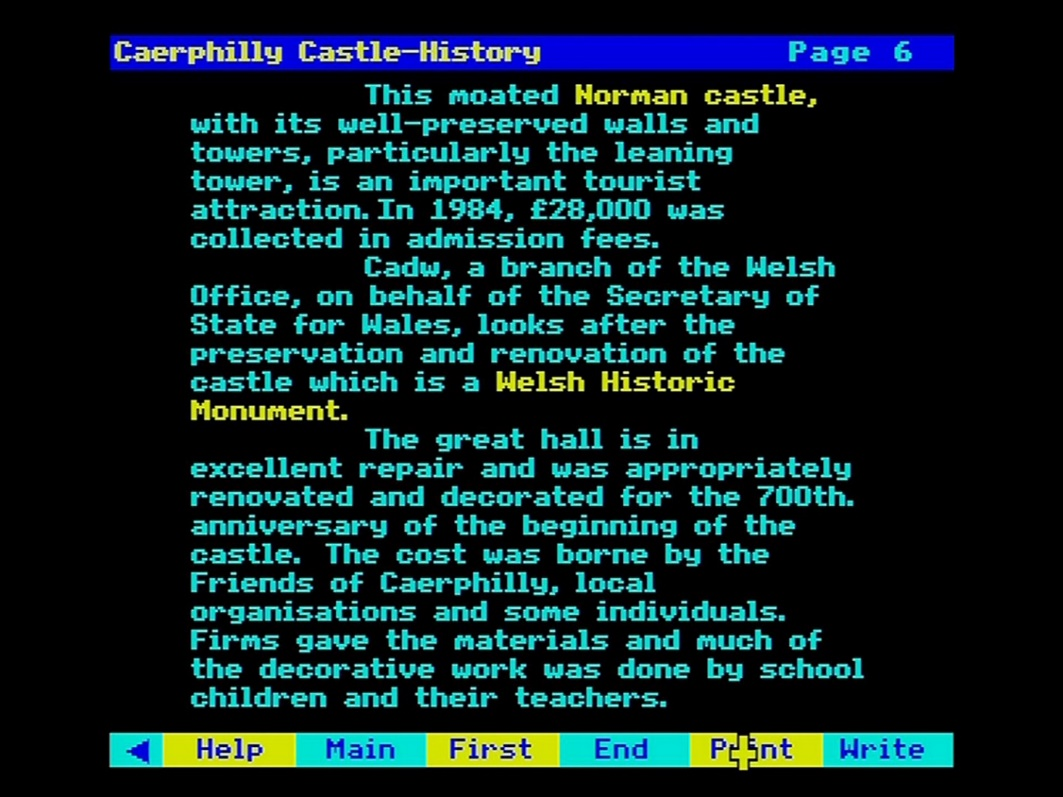 Caerphilly Castle-History Page 6
This moated Norman castle,
with its well-preserved walls and
towers, particularly the leaning
tower, is an important tourist
attraction. In 1984, £28,000 was
collected in admission fees.
Cadw, a branch of the Welsh
Office, on behalf of the Secretary of
State for Wales, looks after the
preservation and renovation of the
castle which is a Welsh Historic
Monument.
The great hall is in
excellent repair and was appropriately
renovated and decorated for the 700th.
anniversary of the beginning of the
castle. The cost was borne by the
Friends of Caerphilly, local
organisations and some individuals.
Firms gave the materials and much of
the decorative work was done by school
children and their teachers.
Help Main First End Print Write